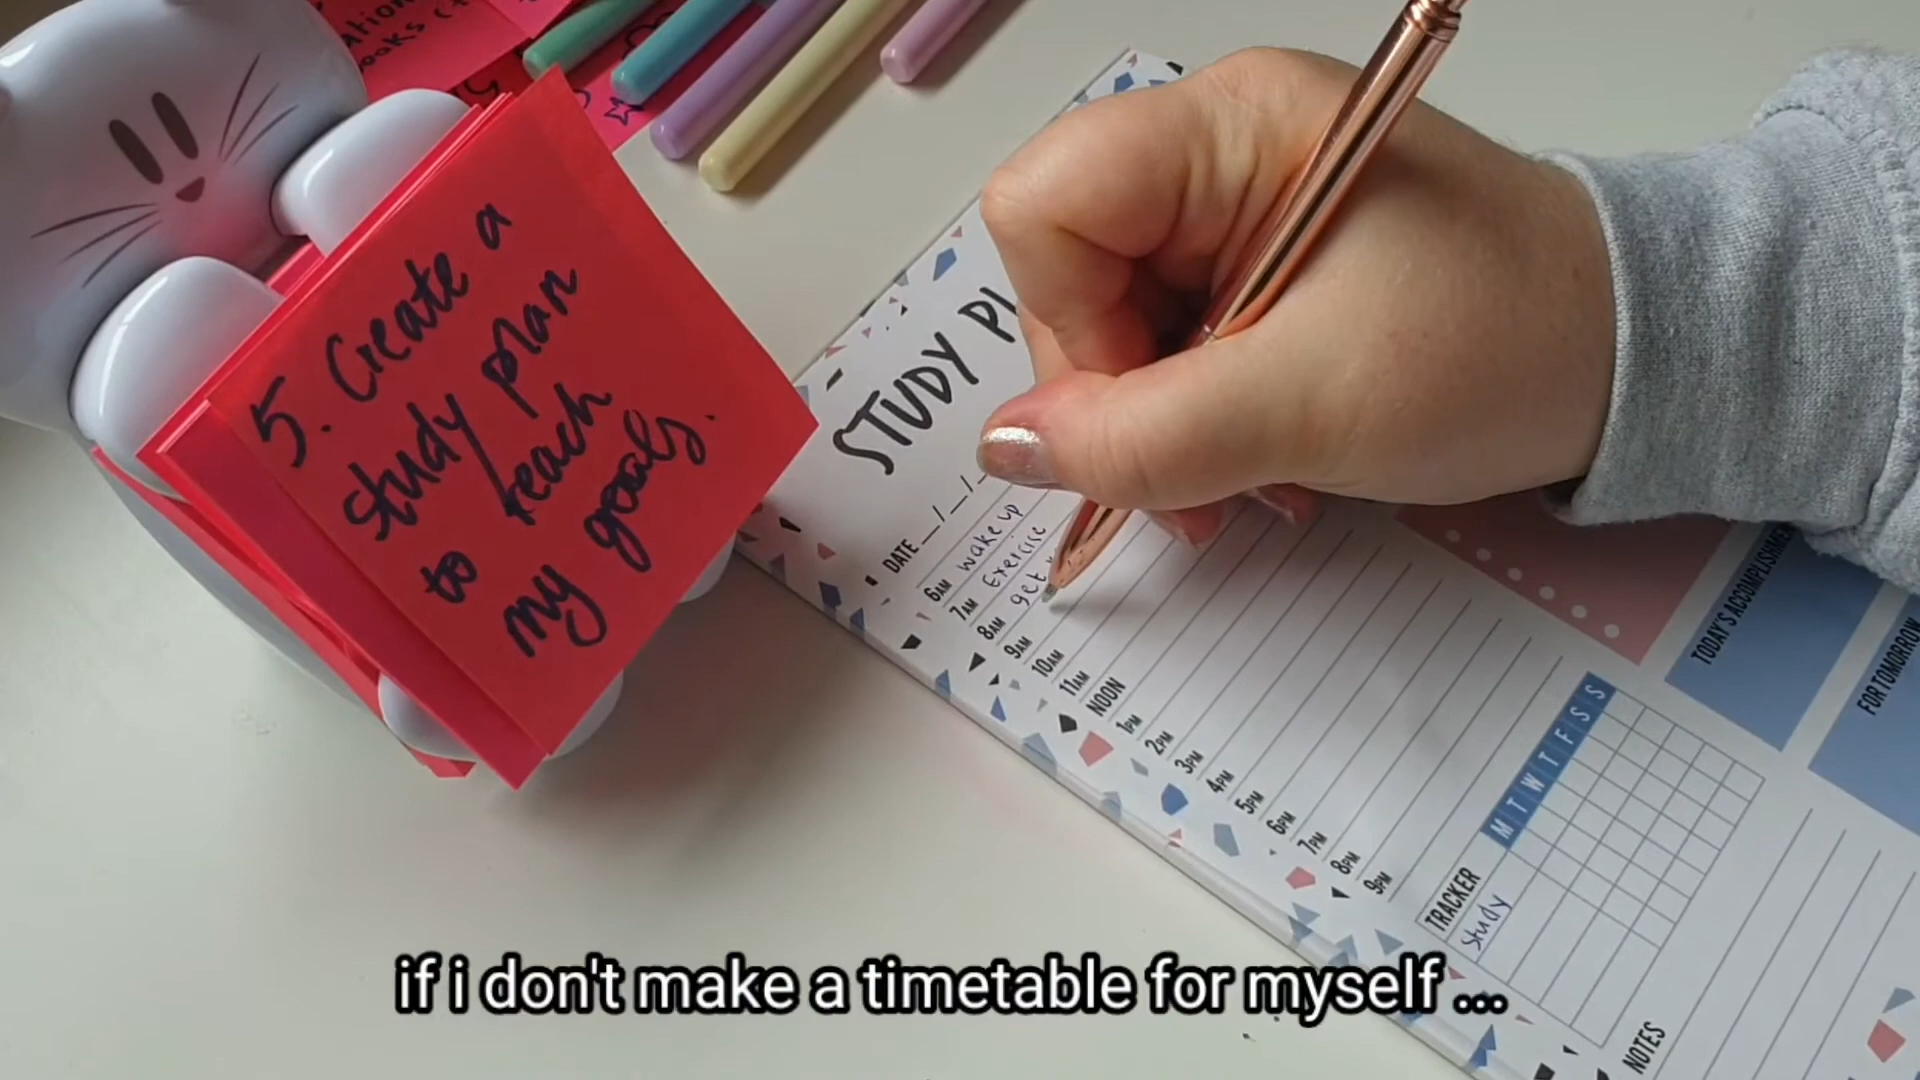 5. Create a
study plan
to reach
my goals.
STUDY
DATE __/__/
6AM wake up
7AM Exercise
8AM get
9AM
10AM
11AM
NOON
1PM
2PM
3PM
4PM
5PM
6PM
7PM
8PM
9PM
TRACKER M T W T F S S
Study
NOTES
TODAY'S ACCOMPLISHME
FOR TOMORROW
if i don't make a timetable for myself ...